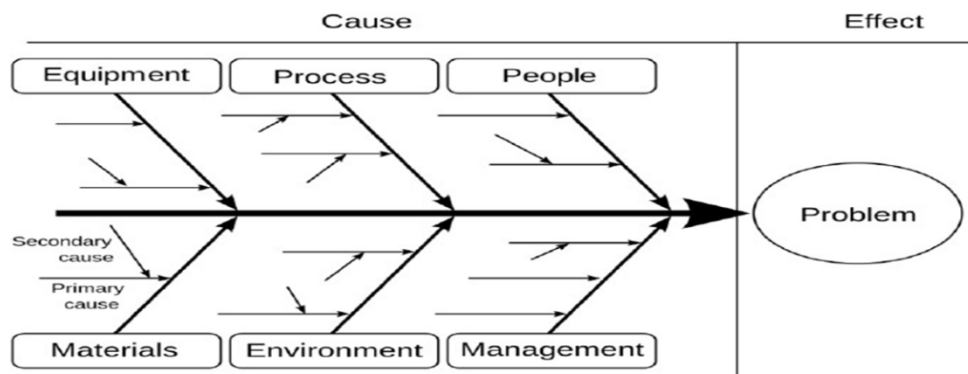 Cause
Effect
Equipment
Process
People
Problem
Secondary
cause
Primary
cause
Materials
Environment
Management